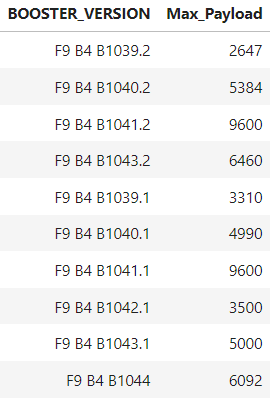 BOOSTER_VERSION Max_Payload
F9 B4 B1039.2 2647
F9 B4 B1040.2 5384
F9 B4 B1041.2 9600
F9 B4 B1043.2 6460
F9 B4 B1039.1 3310
F9 B4 B1040.1 4990
F9 B4 B1041.1 9600
F9 B4 B1042.1 3500
F9 B4 B1043.1 5000
F9 B4 B1044 6092